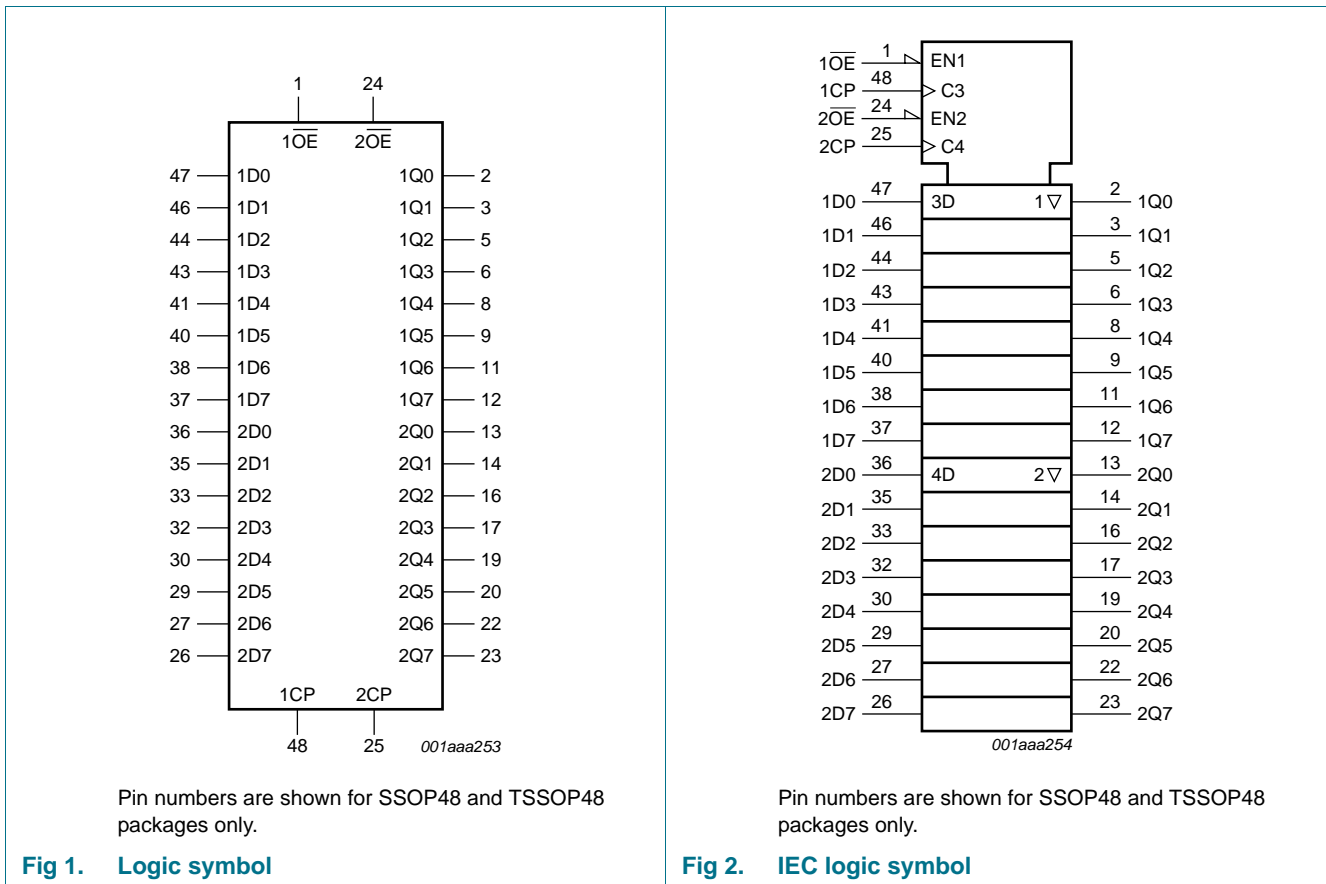 1 24
1OE 2OE
47 1D0 1Q0 2
46 1D1 1Q1 3
44 1D2 1Q2 5
43 1D3 1Q3 6
41 1D4 1Q4 8
40 1D5 1Q5 9
38 1D6 1Q6 11
37 1D7 1Q7 12
36 2D0 2Q0 13
35 2D1 2Q1 14
33 2D2 2Q2 16
32 2D3 2Q3 17
30 2D4 2Q4 19
29 2D5 2Q5 20
27 2D6 2Q6 22
26 2D7 2Q7 23
1CP 2CP
48 25 001aaa253
Pin numbers are shown for SSOP48 and TSSOP48
packages only.
Fig 1. Logic symbol
1OE 1 EN1
1CP 48 C3
2OE 24 EN2
2CP 25 C4
1D0 47 3D 1▽ 2 1Q0
1D1 46 3 1Q1
1D2 44 5 1Q2
1D3 43 6 1Q3
1D4 41 8 1Q4
1D5 40 9 1Q5
1D6 38 11 1Q6
1D7 37 12 1Q7
2D0 36 4D 2▽ 13 2Q0
2D1 35 14 2Q1
2D2 33 16 2Q2
2D3 32 17 2Q3
2D4 30 19 2Q4
2D5 29 20 2Q5
2D6 27 22 2Q6
2D7 26 23 2Q7
001aaa254
Pin numbers are shown for SSOP48 and TSSOP48
packages only.
Fig 2. IEC logic symbol